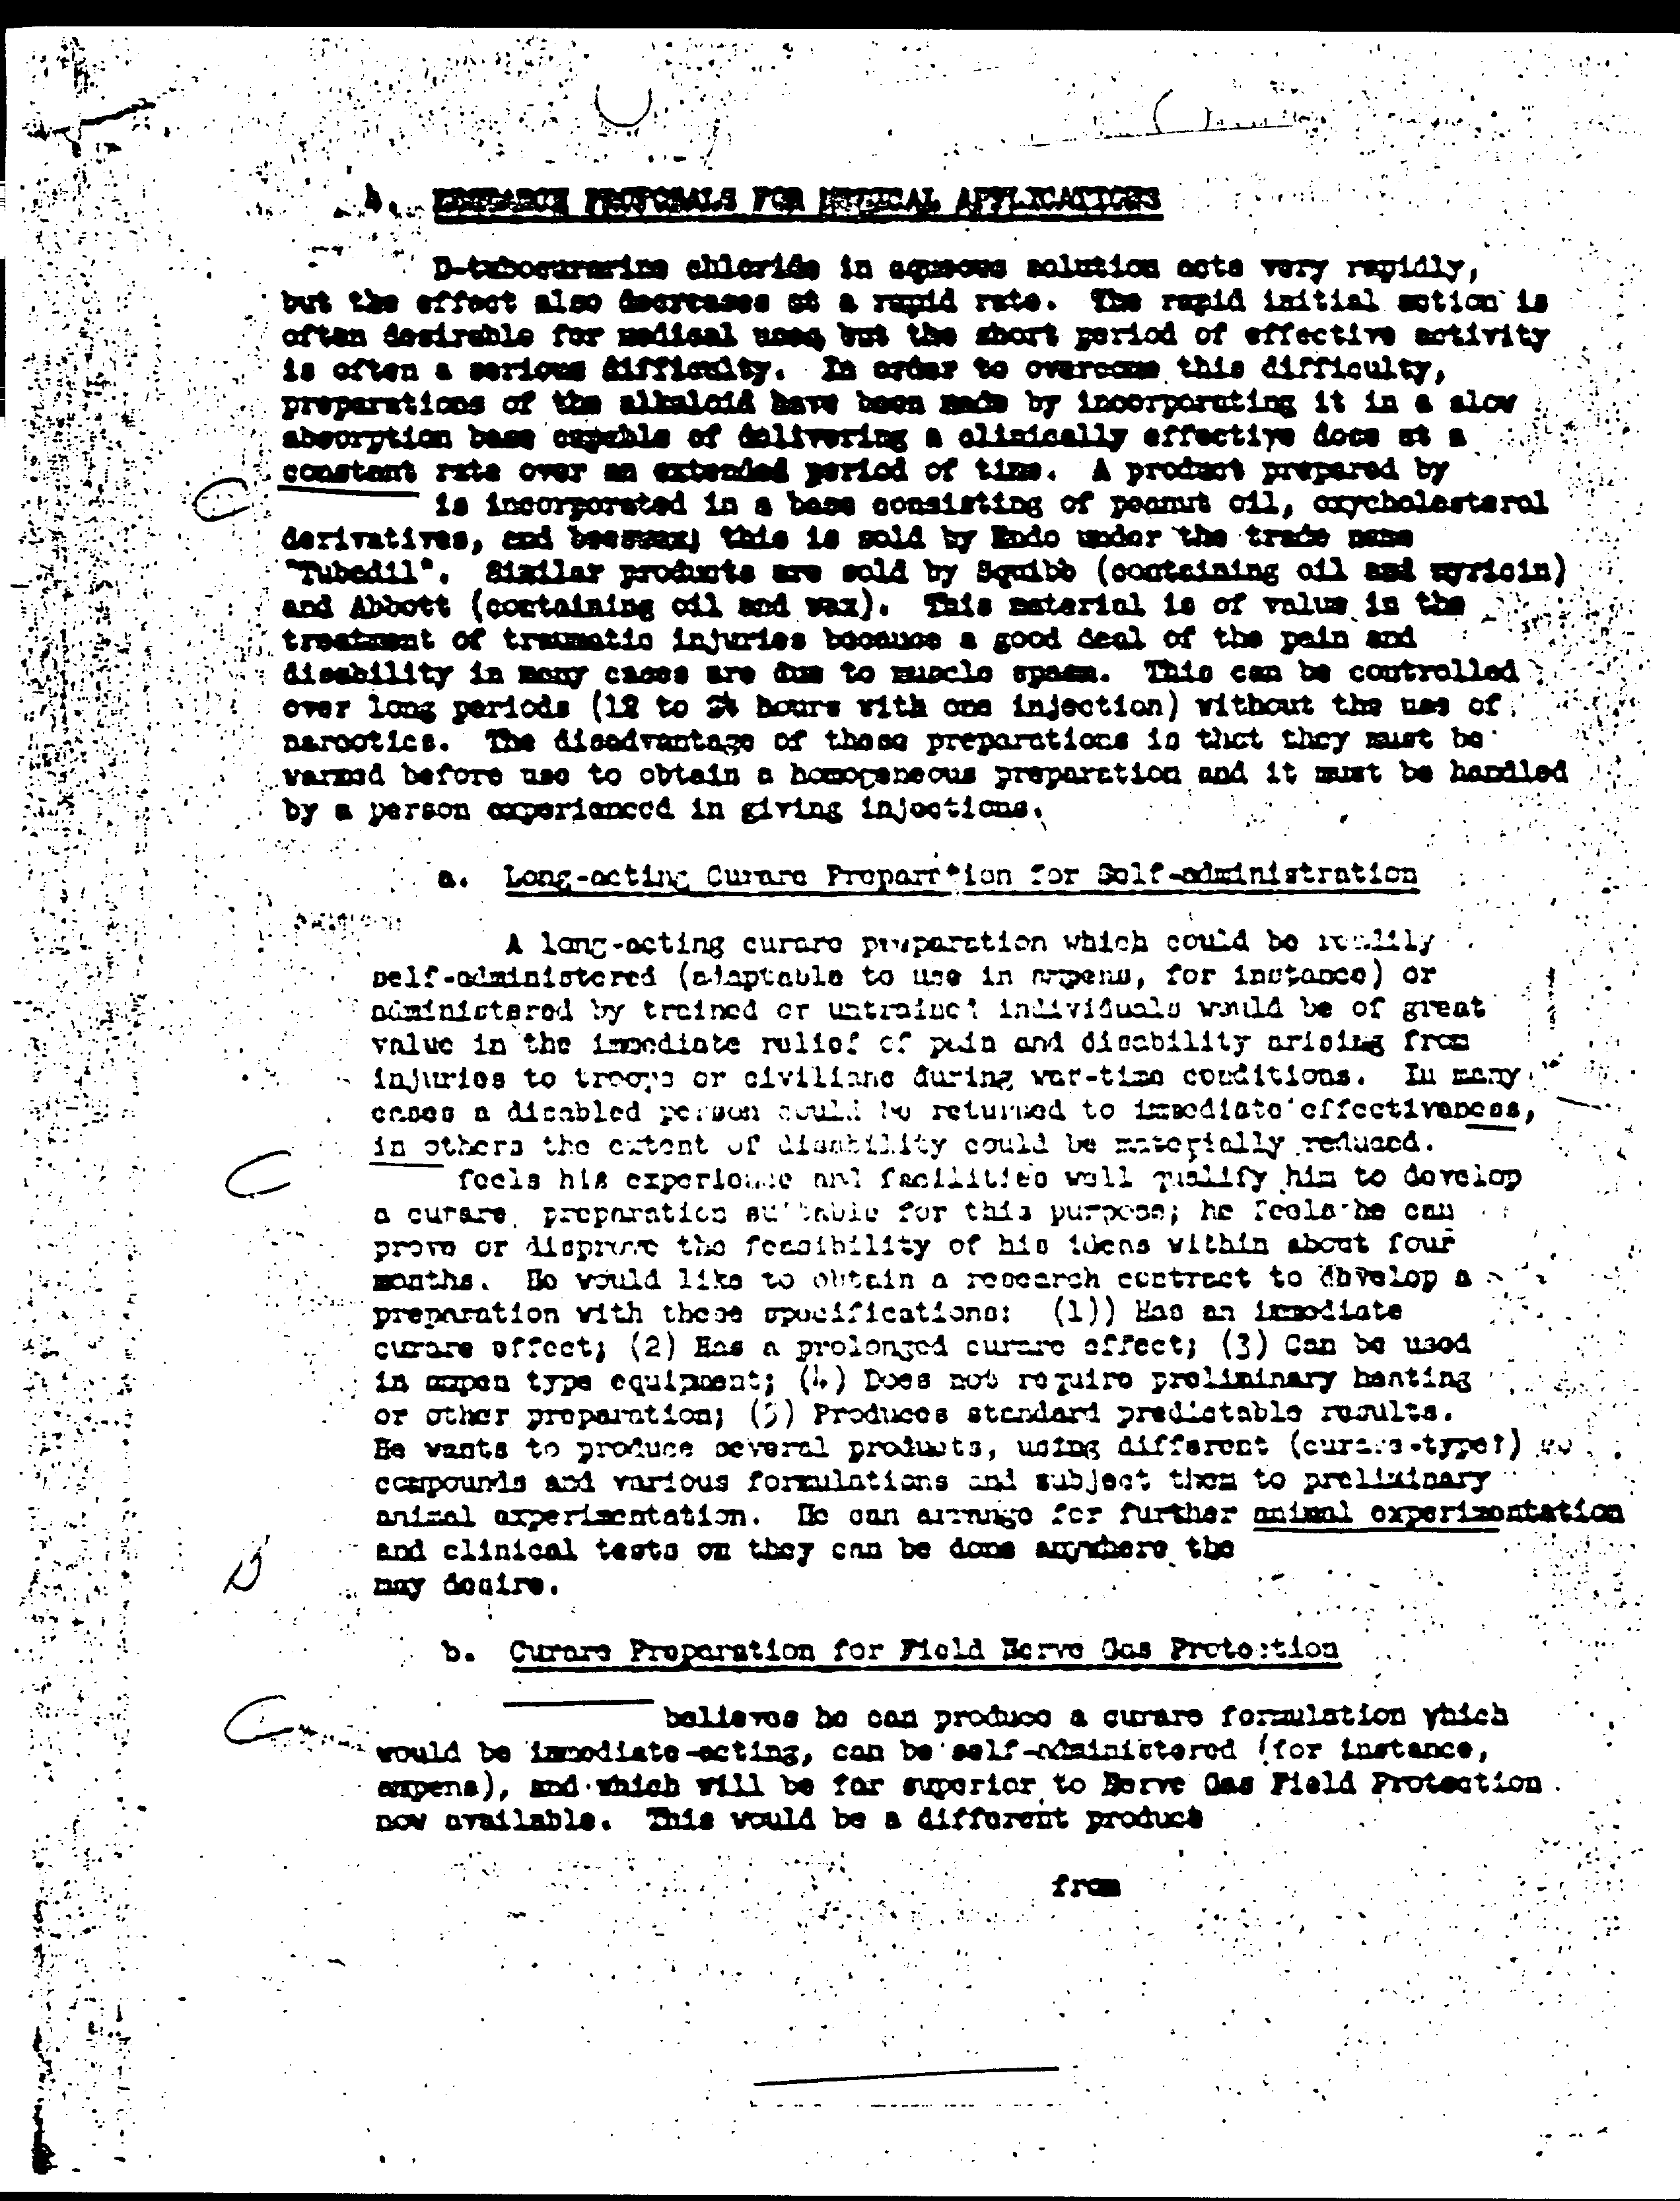 4. RESEARCH PROPOSALS FOR MEDICAL APPLICATIONS
D-tubocurarine chloride in aqueous solution acts very rapidly,
but the effect also decreases at a rapid rate. The rapid initial action is
often desirable for medical uses, but the short period of effective activity
is often a serious difficulty. In order to overcome this difficulty,
preparations of the alkaloid have been made by incorporating it in a slow
absorption base capable of delivering a clinically effective dose at a
constant rate over an extended period of time. A product prepared by
is incorporated in a base consisting of peanut oil, oxycholesterol
derivatives, and beeswax; this is sold by Endo under the trade name
"Tubadil". Similar products are sold by Squibb (containing oil and myricin)
and Abbott (containing oil and wax). This material is of value in the
treatment of traumatic injuries because a good deal of the pain and
disability in many cases are due to muscle spasm. This can be controlled
over long periods (12 to 24 hours with one injection) without the use of
narcotics. The disadvantage of these preparations is that they must be
warmed before use to obtain a homogeneous preparation and it must be handled
by a person experienced in giving injections.
a. Long-acting Curare Preparation for Self-administration
A long-acting curare preparation which could be readily
self-administered (adaptable to use in ampens, for instance) or
administered by trained or untrained individuals would be of great
value in the immediate relief of pain and disability arising from
injuries to troops or civilians during war-time conditions. In many
cases a disabled person could be returned to immediate effectiveness,
in others the extent of disability could be materially reduced.
C feels his experience and facilities well qualify him to develop
a curare preparation suitable for this purpose; he feels he can
prove or disprove the feasibility of his ideas within about four
months. He would like to obtain a research contract to develop a
preparation with these specifications: (1)) Has an immediate
curare effect; (2) Has a prolonged curare effect; (3) Can be used
in ampen type equipment; (4) Does not require preliminary heating
or other preparation; (5) Produces standard predictable results.
He wants to produce several products, using different (curare-type?)
compounds and various formulations and subject them to preliminary
animal experimentation. He can arrange for further animal experimentation
and clinical tests or they can be done anywhere the
B may desire.
b. Curare Preparation for Field Nerve Gas Protection
C believes he can produce a curare formulation which
would be immediate-acting, can be self-administered (for instance,
ampens), and which will be far superior to Nerve Gas Field Protection
now available. This would be a different product
from